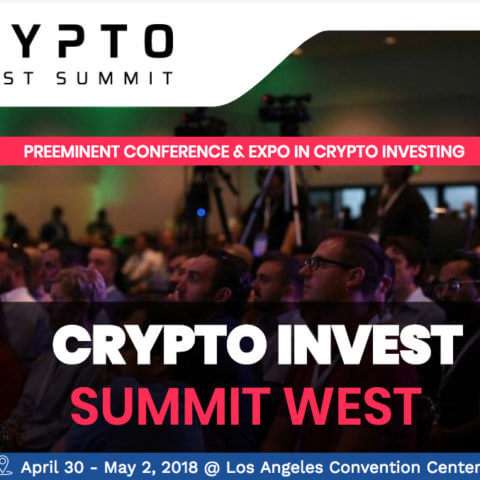 YPTO
ST SUMMIT
PREEMINENT CONFERENCE & EXPO IN CRYPTO INVESTING
CRYPTO INVEST
SUMMIT WEST
April 30 - May 2, 2018 @ Los Angeles Convention Center